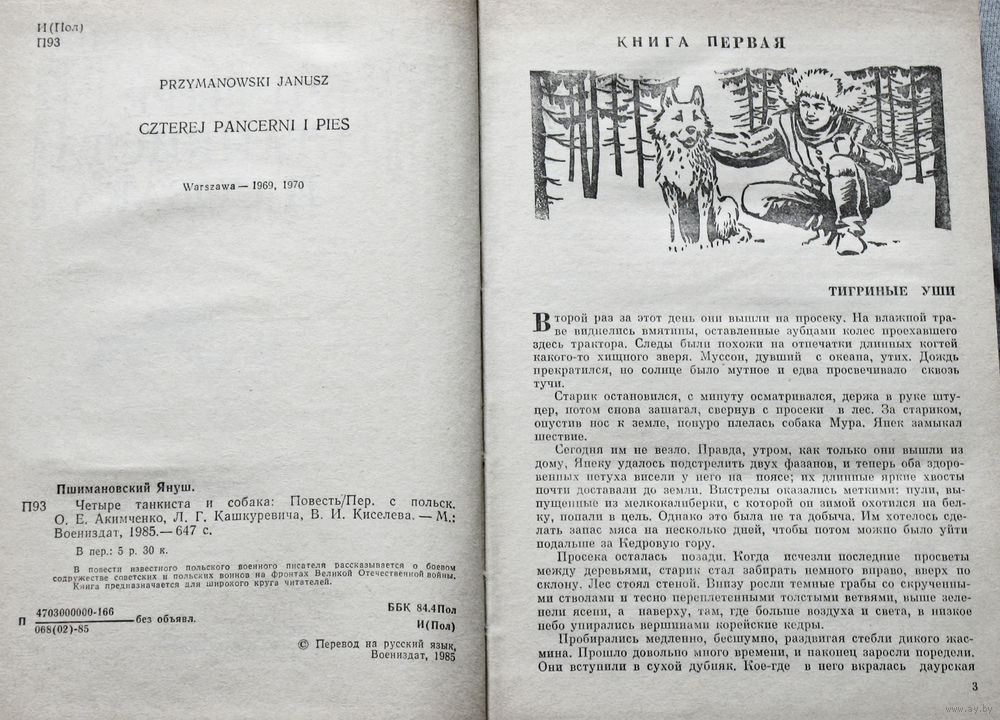 И(Пол)
П93
PRZYMANOWSKI JANUSZ
CZTEREJ PANCERNI I PIES
Warszawa — 1969, 1970
Пшимановский Януш.
П93 Четыре танкиста и собака: Повесть/Пер. с польск.
О. Е. Акимченко, Л. Г. Кашкуревича, В. И. Киселева. — М.:
Воениздат, 1985.— 647 с.
В пер.: 5 р. 30 к.
В повести известного польского военного писателя рассказывается о боевом
содружестве советских и польских воинов на фронтах Великой Отечественной войны.
Книга предназначается для широкого круга читателей.
П 4703000000-166
068(02)-85 без объявл.
ББК 84.4Пол
И(Пол)
© Перевод на русский язык,
Воениздат, 1985
КНИГА ПЕРВАЯ
ТИГРИНЫЕ УШИ
Второй раз за этот день они вышли на просеку. На влажной тра-
ве виднелись вмятины, оставленные зубцами колес проехавшего
здесь трактора. Следы были похожи на отпечатки длинных когтей
какого-то хищного зверя. Муссон, дувший с океана, утих. Дождь
прекратился, но солнце было мутное и едва просвечивало сквозь
тучи.
Старик остановился, с минуту осматривался, держа в руке шту-
цер, потом снова зашагал, свернув с просеки в лес. За стариком,
опустив нос к земле, понуро плелась собака Мура. Янек замыкал
шествие.
Сегодня им не везло. Правда, утром, как только они вышли из
дому, Янеку удалось подстрелить двух фазанов, и теперь оба здоро-
венных петуха висели у него на поясе; их длинные яркие хвосты
почти доставали до земли. Выстрелы оказались меткими: пули, вы-
пущенные из мелкокалиберки, с которой он зимой охотился на бел-
ку, попали в цель. Однако это была не та добыча. Им хотелось сде-
лать запас мяса на несколько дней, чтобы потом можно было уйти
подальше за Кедровую гору.
Просека осталась позади. Когда исчезли последние просветы
между деревьями, старик стал забирать немного вправо, вверх по
склону. Лес стоял стеной. Внизу росли темные грабы со скрученны-
ми стволами и тесно переплетенными толстыми ветвями, выше зеле-
нели ясени, а наверху, там, где больше воздуха и света, в низкое
небо упирались вершинами корейские кедры.
Пробирались медленно, бесшумно, раздвигая стебли дикого жас-
мина. Прошло довольно много времени, и наконец заросли поредели.
Они вступили в сухой дубняк. Кое-где в него вкралась даурская
3
www.ay.by